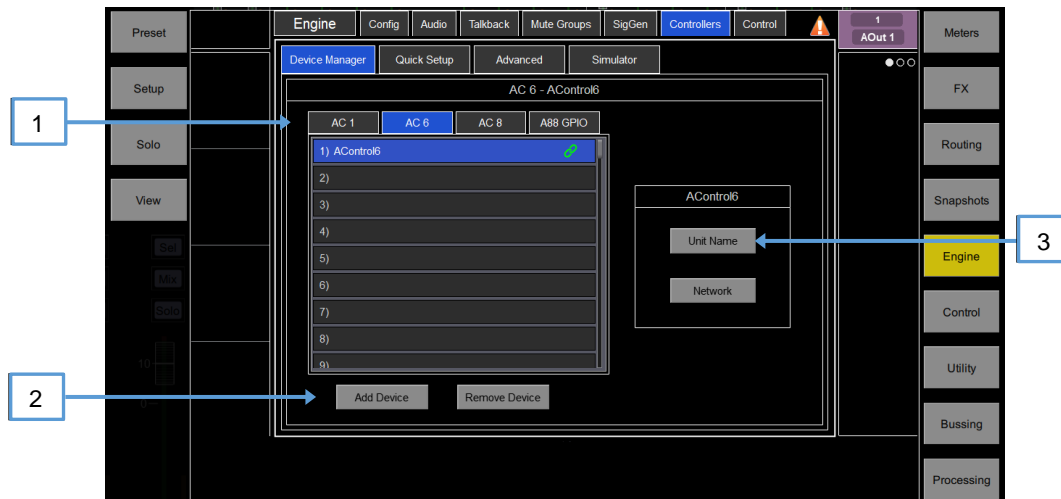 Preset
Setup
Solo
View
Sel
Mix
Solo
10
0
Engine Config Audio Talkback Mute Groups SigGen Controllers Control
1
AOut 1
Device Manager Quick Setup Advanced Simulator
AC 6 - AControl6
AC 1 AC 6 AC 8 A88 GPIO
1) AControl6
2)
3)
4)
5)
6)
7)
8)
9)
Add Device Remove Device
AControl6
Unit Name
Network
Meters
FX
Routing
Snapshots
Engine
Control
Utility
Bussing
Processing
1
2
3